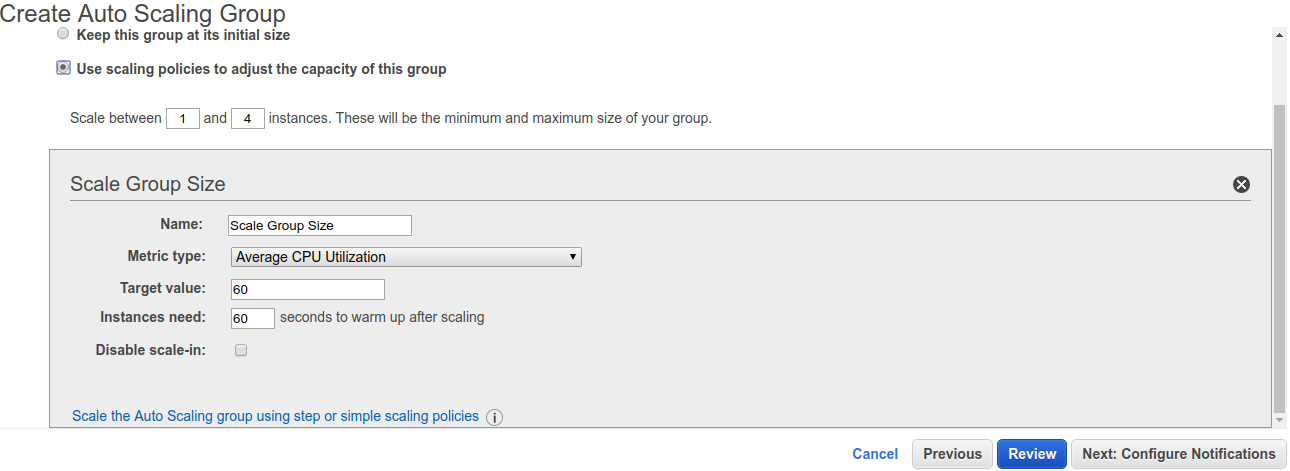 Create Auto Scaling Group
Keep this group at its initial size
Use scaling policies to adjust the capacity of this group
Scale between 1 and 4 instances. These will be the minimum and maximum size of your group.
Scale Group Size
Name: Scale Group Size
Metric type: Average CPU Utilization
Target value: 60
Instances need: 60 seconds to warm up after scaling
Disable scale-in:
Scale the Auto Scaling group using step or simple scaling policies i
Cancel Previous Review Next: Configure Notifications